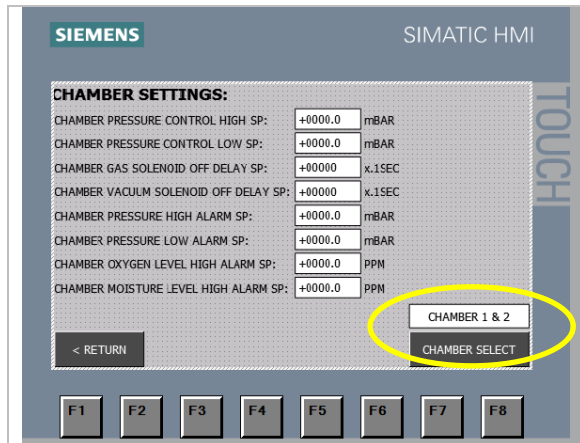 SIEMENS SIMATIC HMI
TOUCH
CHAMBER SETTINGS:
CHAMBER PRESSURE CONTROL HIGH SP: +0000.0 mBAR
CHAMBER PRESSURE CONTROL LOW SP: +0000.0 mBAR
CHAMBER GAS SOLENOID OFF DELAY SP: +00000 x.1SEC
CHAMBER VACUUM SOLENOID OFF DELAY SP: +00000 x.1SEC
CHAMBER PRESSURE HIGH ALARM SP: +0000.0 mBAR
CHAMBER PRESSURE LOW ALARM SP: +0000.0 mBAR
CHAMBER OXYGEN LEVEL HIGH ALARM SP: +0000.0 PPM
CHAMBER MOISTURE LEVEL HIGH ALARM SP: +0000.0 PPM
CHAMBER 1 & 2
< RETURN CHAMBER SELECT
F1 F2 F3 F4 F5 F6 F7 F8